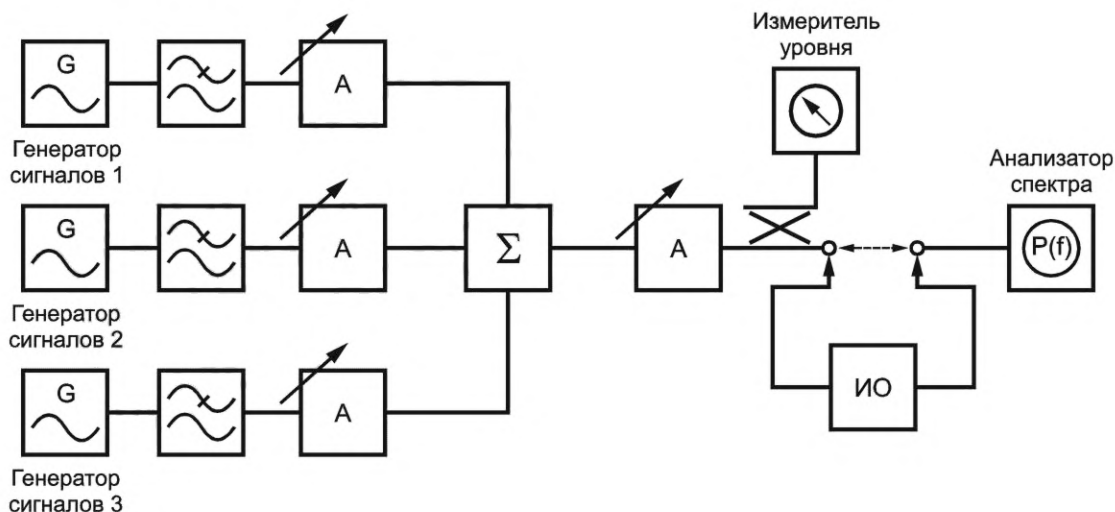 Измеритель
уровня
G
A
Генератор
сигналов 1
Анализатор
спектра
G
A
Σ
A
P(f)
Генератор
сигналов 2
G
A
ИО
Генератор
сигналов 3